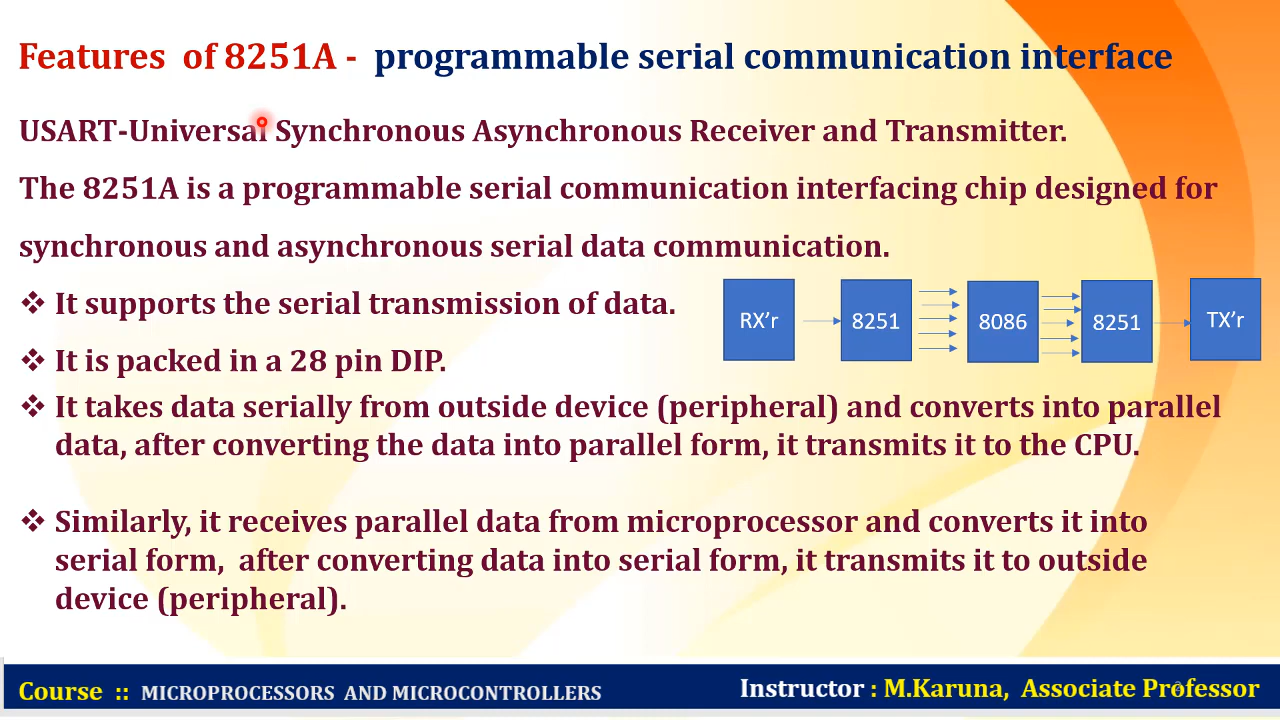 Features of 8251A - programmable serial communication interface
USART-Universal Synchronous Asynchronous Receiver and Transmitter.
The 8251A is a programmable serial communication interfacing chip designed for
synchronous and asynchronous serial data communication.
❖ It supports the serial transmission of data.
RX'r
8251
8086
8251
TX'r
❖ It is packed in a 28 pin DIP.
❖ It takes data serially from outside device (peripheral) and converts into parallel
data, after converting the data into parallel form, it transmits it to the CPU.
❖ Similarly, it receives parallel data from microprocessor and converts it into
serial form, after converting data into serial form, it transmits it to outside
device (peripheral).
Course :: MICROPROCESSORS AND MICROCONTROLLERS
Instructor : M.Karuna, Associate Professor